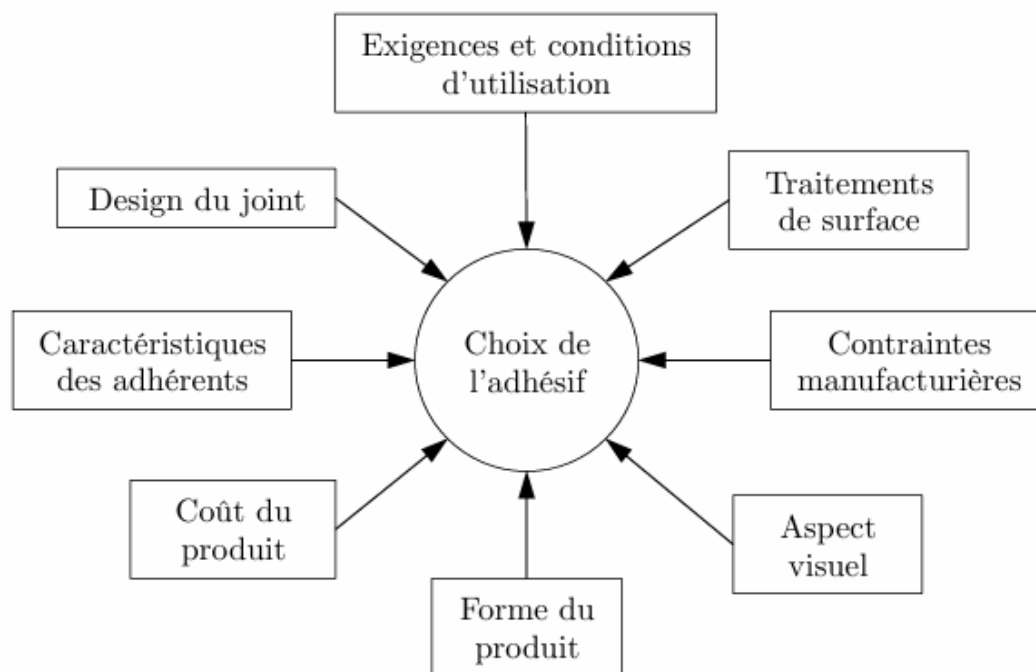 Exigences et conditions
d'utilisation
Design du joint
Traitements
de surface
Caractéristiques
des adhérents
Choix de
l'adhésif
Contraintes
manufacturières
Coût du
produit
Aspect
visuel
Forme du
produit